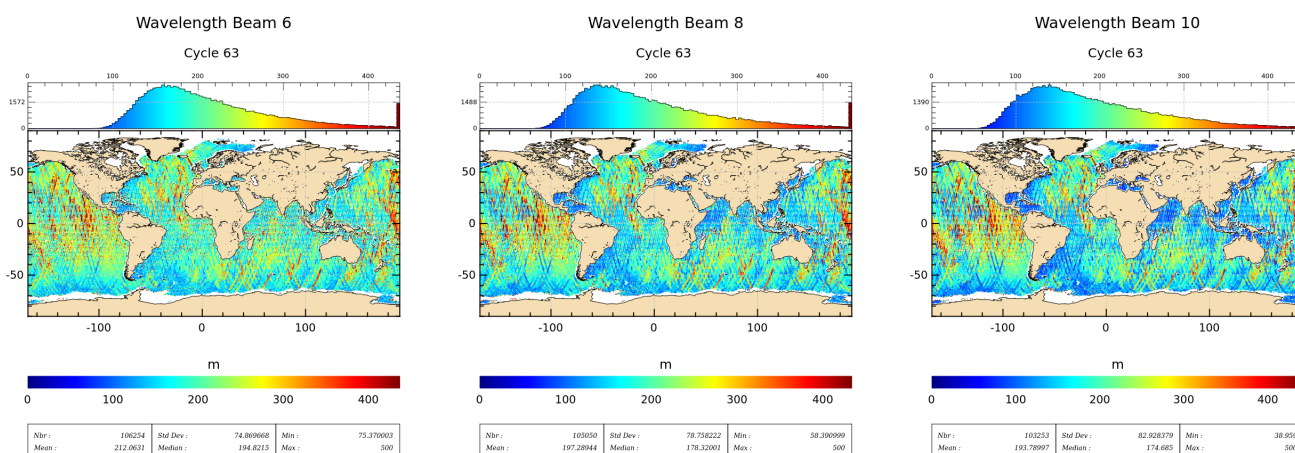 Wavelength Beam 6
Cycle 63
0 100 200 300 400
1572
0
50
0
-50
-100 0 100
m
0 100 200 300 400
Nbr : 106254 Std Dev : 74.869668 Min : 75.370003
Mean : 212.0631 Median : 194.8215 Max : 500
Wavelength Beam 8
Cycle 63
0 100 200 300 400
1488
0
50
0
-50
-100 0 100
m
0 100 200 300 400
Nbr : 105050 Std Dev : 78.758222 Min : 58.390999
Mean : 197.28944 Median : 178.32001 Max : 500
Wavelength Beam 10
Cycle 63
0 100 200 300 400
1390
0
50
0
-50
-100 0 100
m
0 100 200 300 400
Nbr : 103253 Std Dev : 82.928379 Min : 38.959
Mean : 193.78997 Median : 174.685 Max : 500